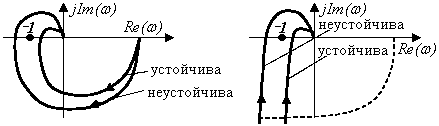 jIm(ω)
-1
Re(ω)
устойчива
неустойчива
jIm(ω)
неустойчива
-1
устойчива
Re(ω)